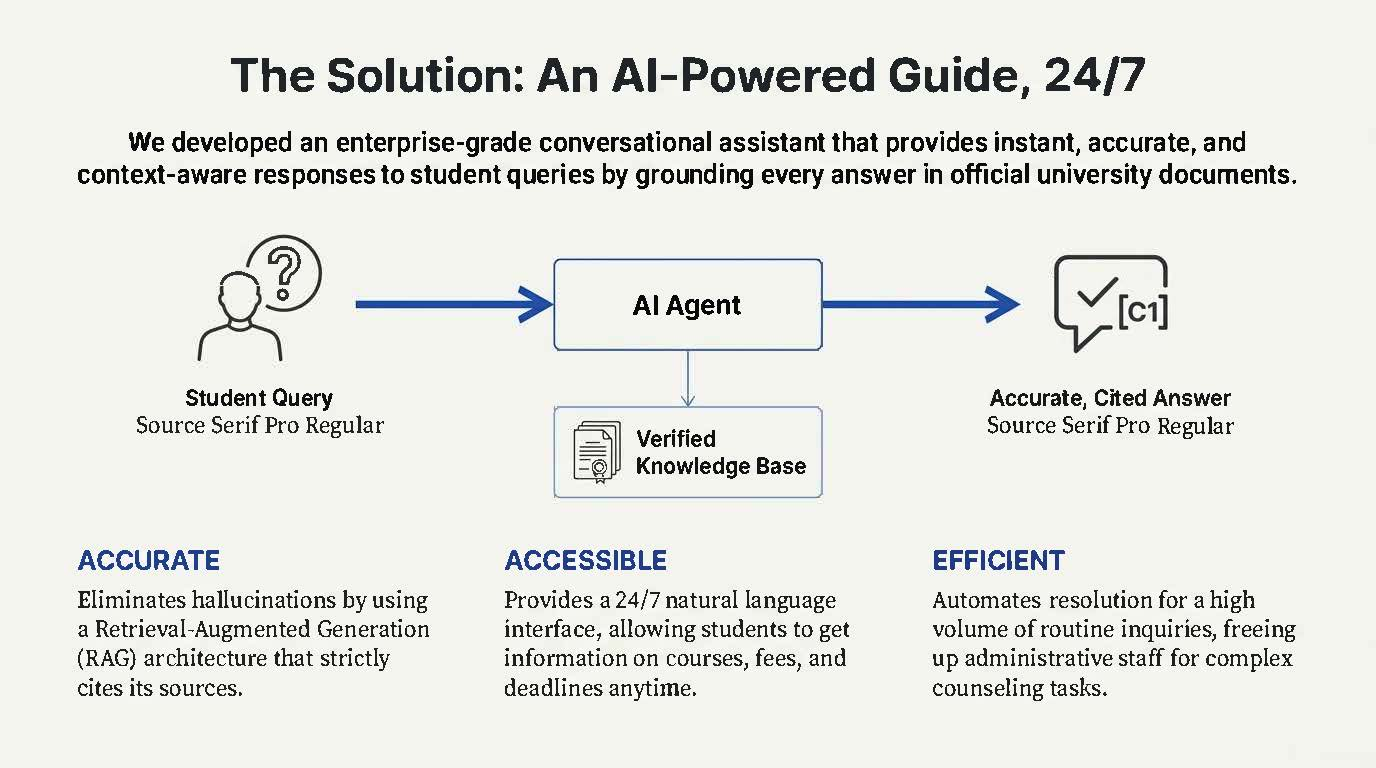 The Solution: An AI-Powered Guide, 24/7
We developed an enterprise-grade conversational assistant that provides instant, accurate, and
context-aware responses to student queries by grounding every answer in official university documents.
?
AI Agent
[C1]
Student Query
Source Serif Pro Regular
Accurate, Cited Answer
Source Serif Pro Regular
Verified
Knowledge Base
ACCURATE
Eliminates hallucinations by using
a Retrieval-Augmented Generation
(RAG) architecture that strictly
cites its sources.
ACCESSIBLE
Provides a 24/7 natural language
interface, allowing students to get
information on courses, fees, and
deadlines anytime.
EFFICIENT
Automates resolution for a high
volume of routine inquiries, freeing
up administrative staff for complex
counseling tasks.